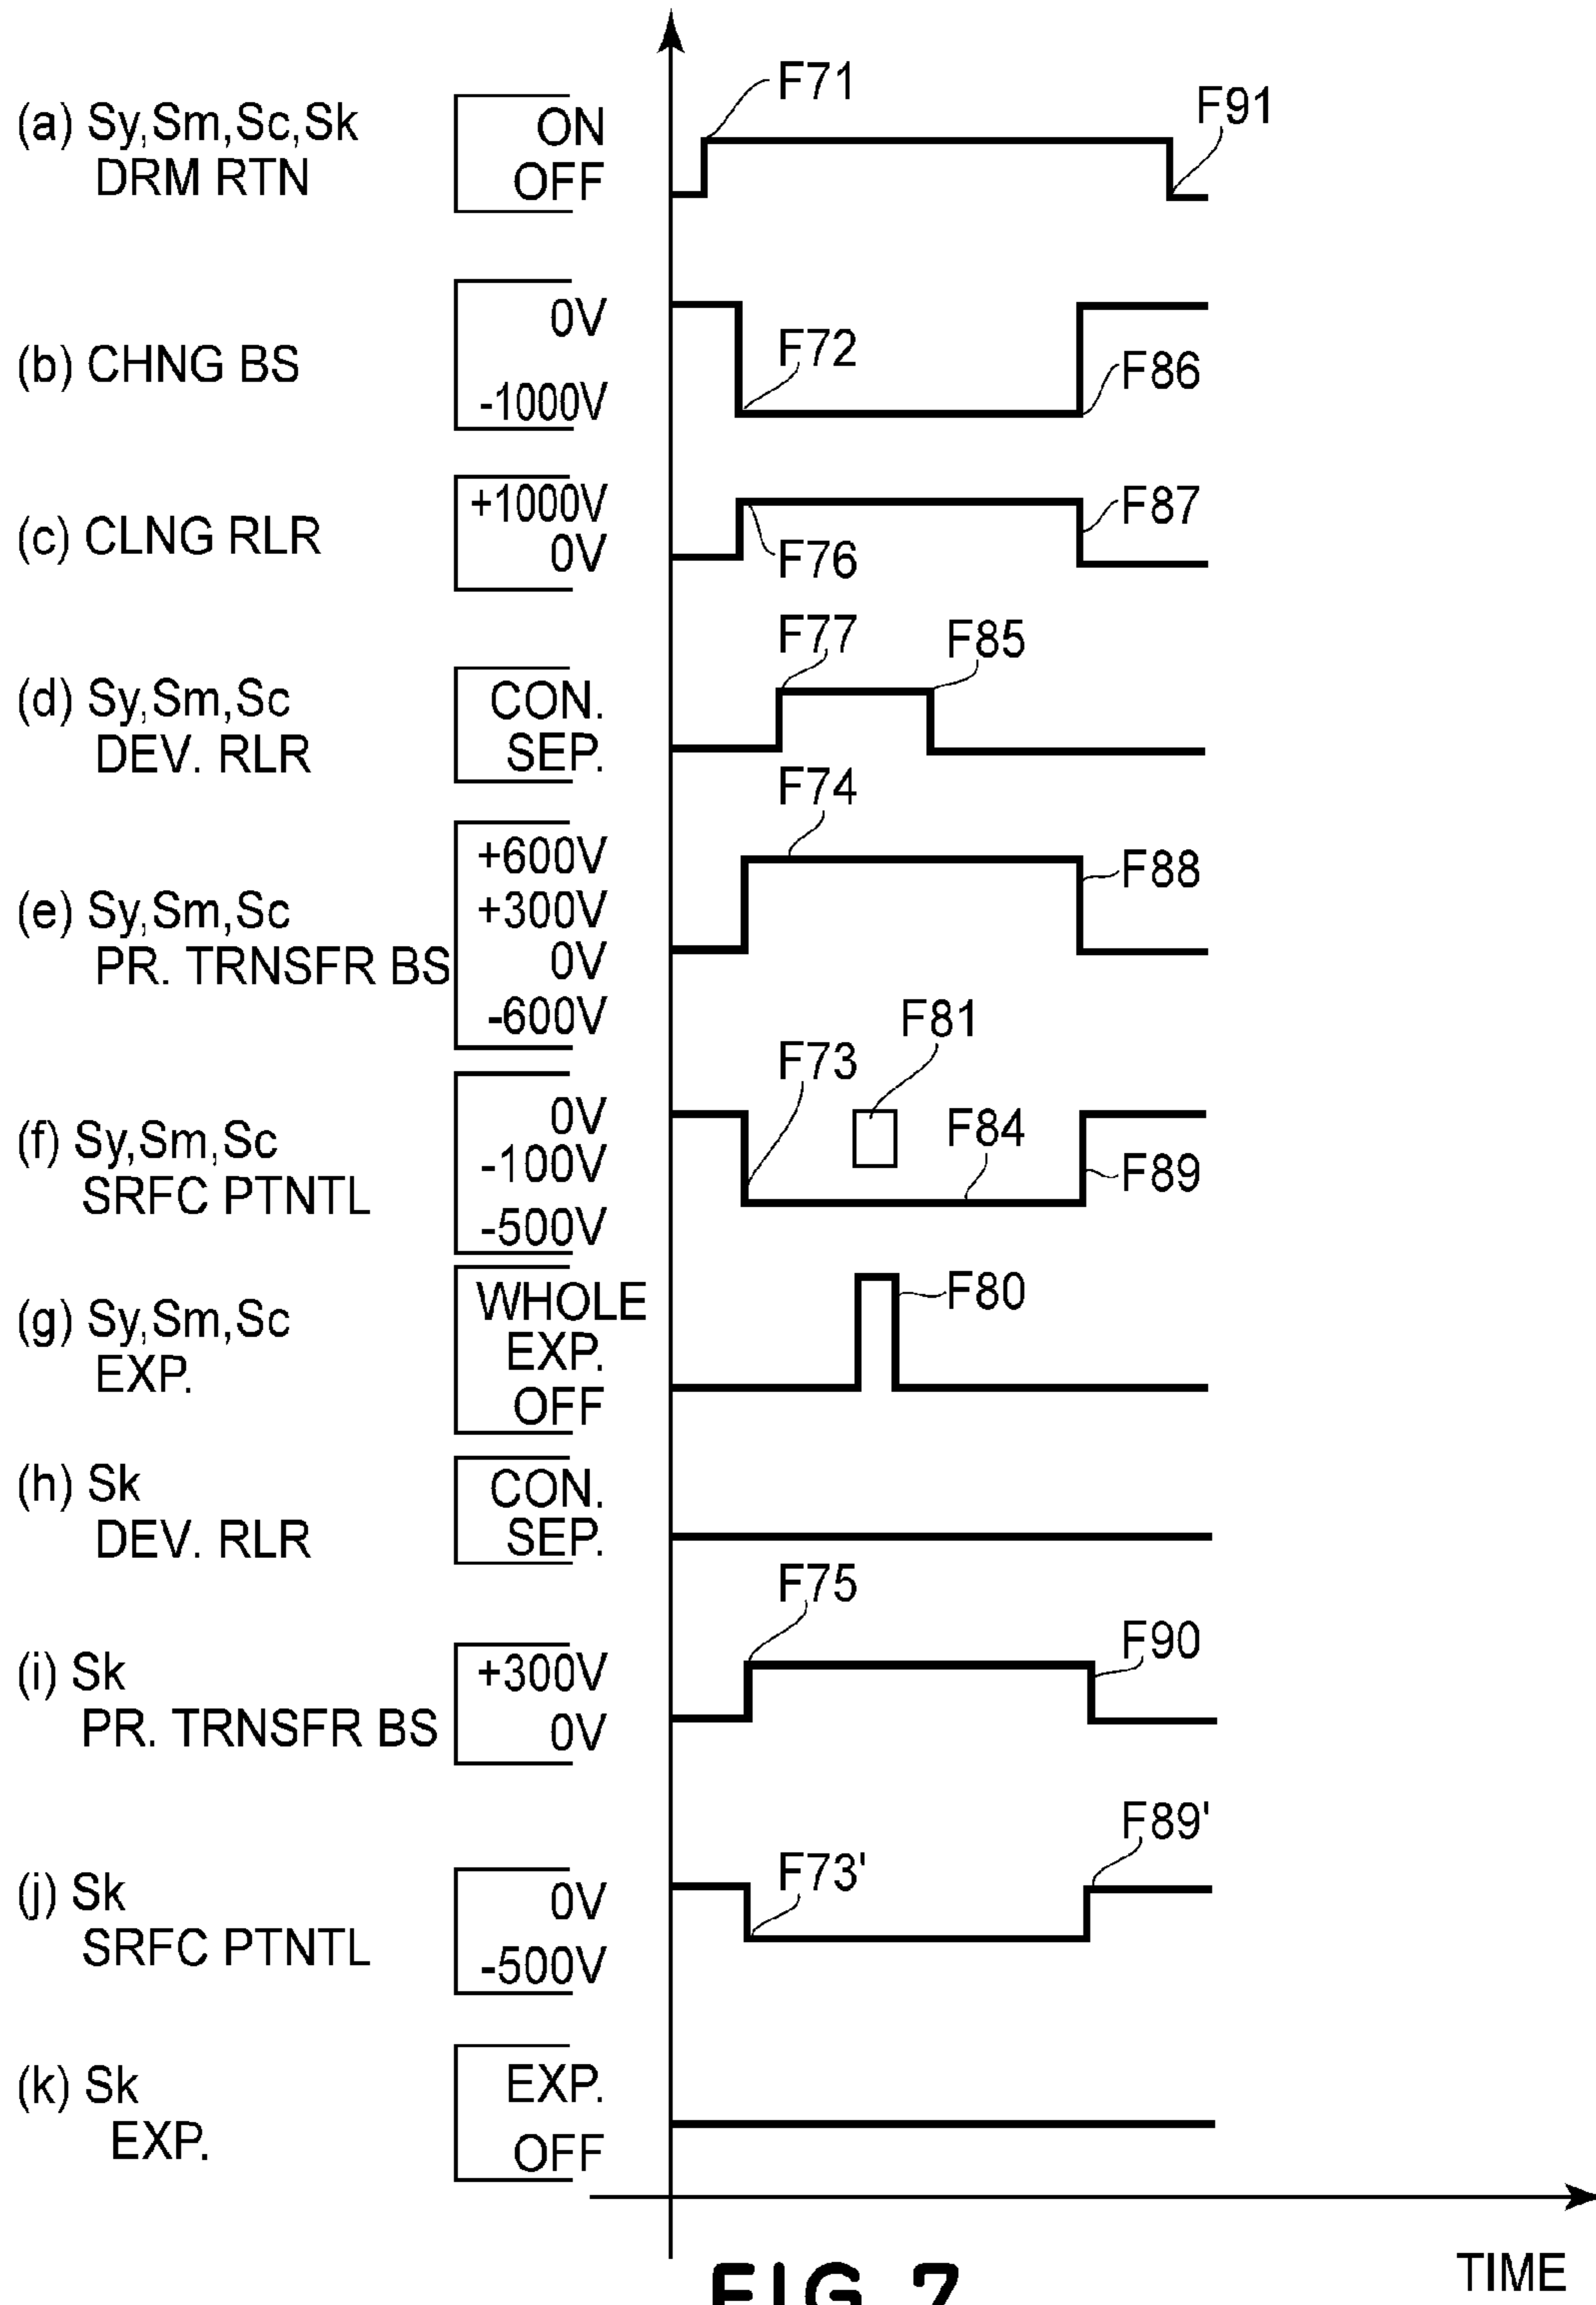 F71
F91
(a) Sy,Sm,Sc,Sk
DRM RTN
ON
OFF
(b) CHNG BS
0V
-1000V
F72
F86
(c) CLNG RLR
+1000V
0V
F76
F87
(d) Sy,Sm,Sc
DEV. RLR
CON.
SEP.
F77
F85
(e) Sy,Sm,Sc
PR. TRNSFR BS
+600V
+300V
0V
-600V
F74
F88
(f) Sy,Sm,Sc
SRFC PTNTL
0V
-100V
-500V
F73
F81
F84
F89
(g) Sy,Sm,Sc
EXP.
WHOLE
EXP.
OFF
F80
(h) Sk
DEV. RLR
CON.
SEP.
(i) Sk
PR. TRNSFR BS
+300V
0V
F75
F90
(j) Sk
SRFC PTNTL
0V
-500V
F73'
F89'
(k) Sk
EXP.
EXP.
OFF
TIME
FIG. 7